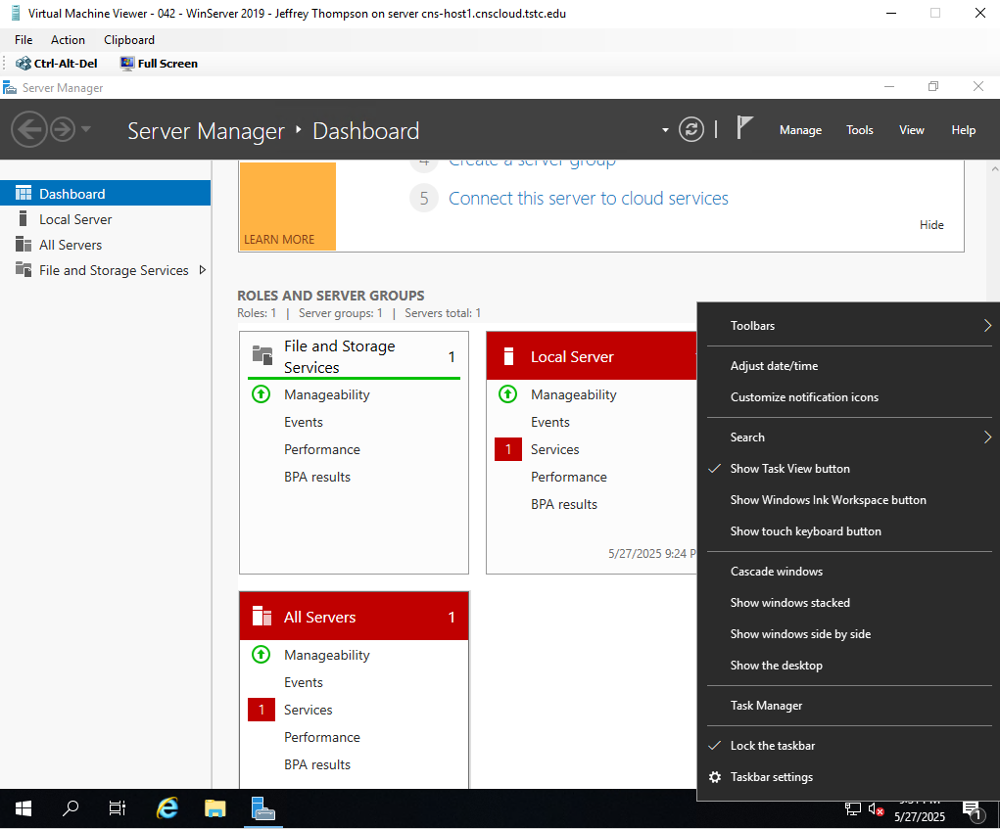 Virtual Machine Viewer - 042 - WinServer 2019 - Jeffrey Thompson on server cns-host1.cnscloud.tstc.edu
File Action Clipboard
Ctrl-Alt-Del Full Screen
Server Manager
Server Manager Dashboard
Manage Tools View Help
Dashboard
Local Server
All Servers
File and Storage Services
4 Create a server group
5 Connect this server to cloud services
LEARN MORE
Hide
ROLES AND SERVER GROUPS
Roles: 1 | Server groups: 1 | Servers total: 1
File and Storage Services 1
Manageability
Events
Performance
BPA results
Local Server
Manageability
Events
1 Services
Performance
BPA results
5/27/2025 9:24 P
All Servers 1
Manageability
Events
1 Services
Performance
BPA results
Toolbars
Adjust date/time
Customize notification icons
Search
Show Task View button
Show Windows Ink Workspace button
Show touch keyboard button
Cascade windows
Show windows stacked
Show windows side by side
Show the desktop
Task Manager
Lock the taskbar
Taskbar settings
5/27/2025
1